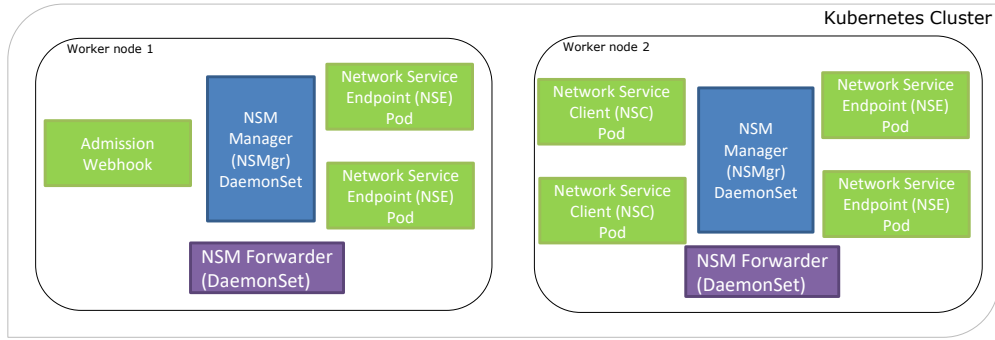 Kubernetes Cluster
Worker node 1
Admission
Webhook
NSM
Manager
(NSMgr)
DaemonSet
Network Service
Endpoint (NSE)
Pod
Network Service
Endpoint (NSE)
Pod
NSM Forwarder
(DaemonSet)
Worker node 2
Network Service
Client (NSC)
Pod
Network Service
Client (NSC)
Pod
NSM
Manager
(NSMgr)
DaemonSet
Network Service
Endpoint (NSE)
Pod
Network Service
Endpoint (NSE)
Pod
NSM Forwarder
(DaemonSet)